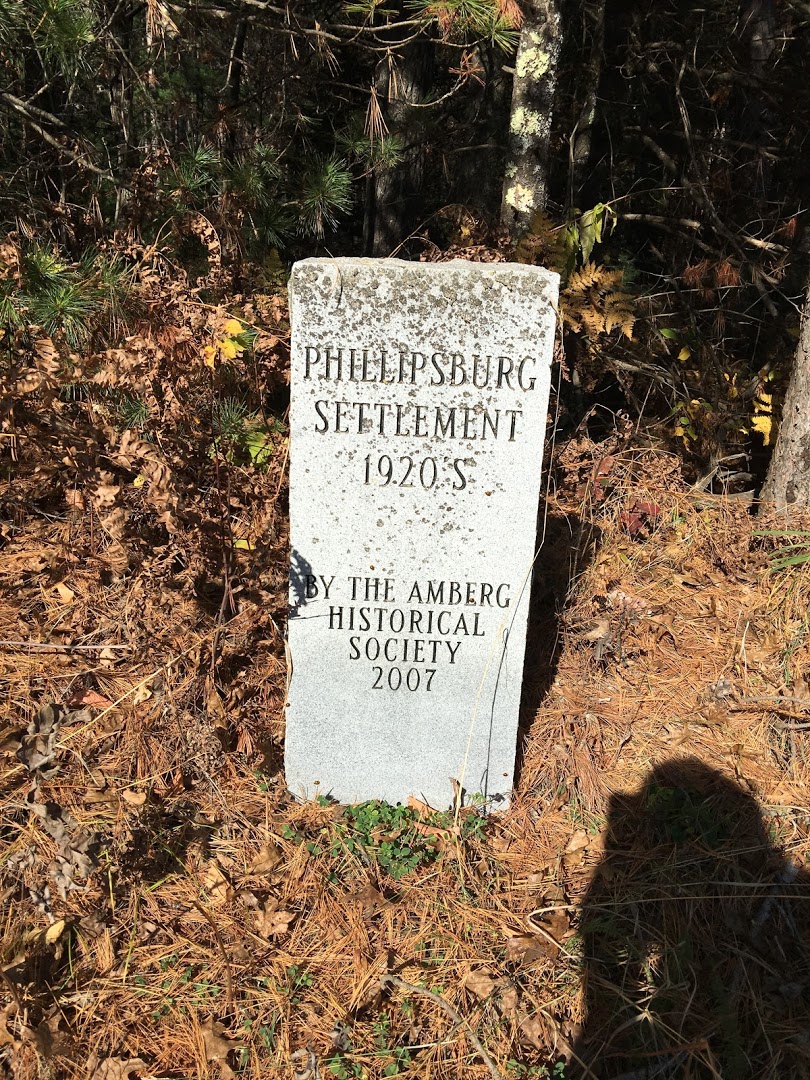 PHILLIPSBURG
SETTLEMENT
1920'S
BY THE AMBERG
HISTORICAL
SOCIETY
2007